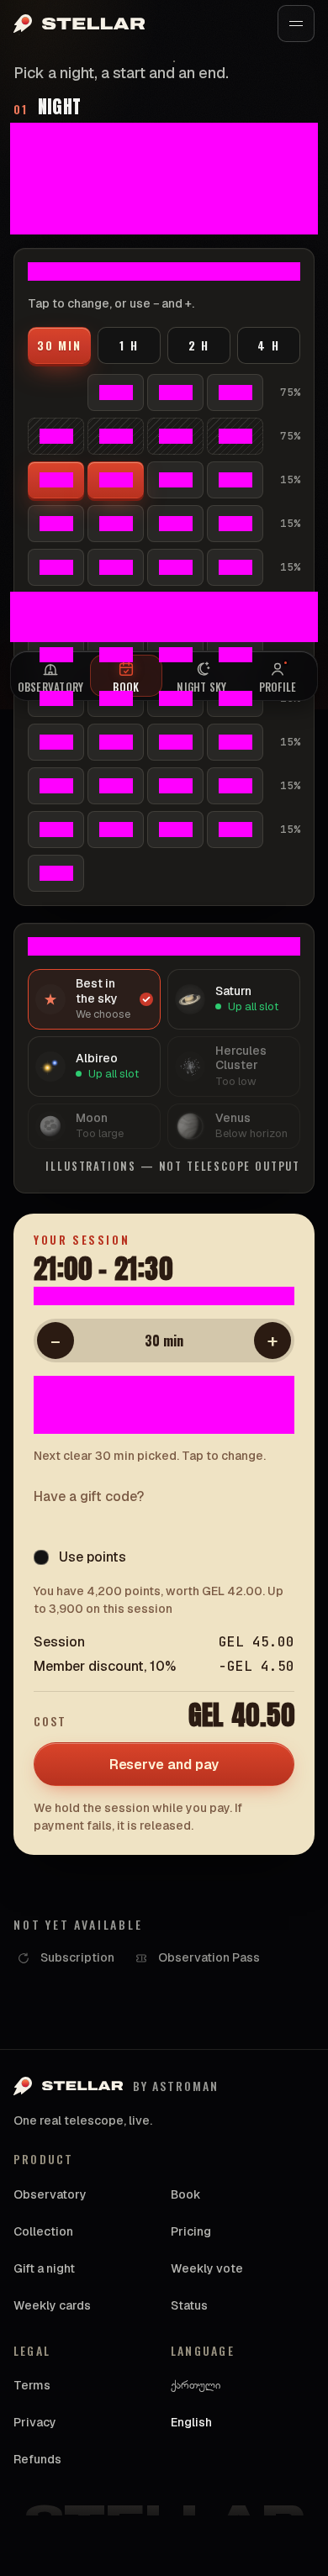 STELLAR
Pick a night, a start and an end.
01 NIGHT
Tap to change, or use – and +.
30 MIN
1 H
2 H
4 H
75%
75%
15%
15%
15%
OBSERVATORY
BOOK
NIGHT SKY
PROFILE
15%
15%
15%
Best in
the sky
We choose
Saturn
Up all slot
Albireo
Up all slot
Hercules
Cluster
Too low
Moon
Too large
Venus
Below horizon
ILLUSTRATIONS — NOT TELESCOPE OUTPUT
YOUR SESSION
21:00 – 21:30
– 30 min +
Next clear 30 min picked. Tap to change.
Have a gift code?
Use points
You have 4,200 points, worth GEL 42.00. Up
to 3,900 on this session
Session GEL 45.00
Member discount, 10% -GEL 4.50
COST GEL 40.50
Reserve and pay
We hold the session while you pay. If
payment fails, it is released.
NOT YET AVAILABLE
Subscription
Observation Pass
STELLAR BY ASTROMAN
One real telescope, live.
PRODUCT
Observatory
Book
Collection
Pricing
Gift a night
Weekly vote
Weekly cards
Status
LEGAL
LANGUAGE
Terms
ქართული
Privacy
English
Refunds
STELLAR